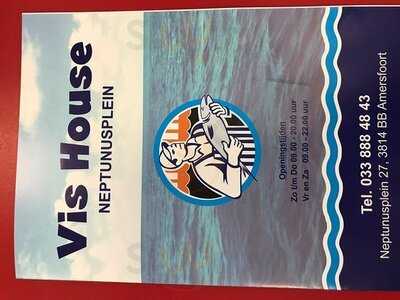 Vis House
NEPTUNUSPLEIN
Openingstijden
Zo Um Do 09.00 - 20.00 uur
Vr en Za 09.00 - 22.00 uur
Tel. 033 888 48 43
Neptunusplein 27, 3814 BB Amersfoort